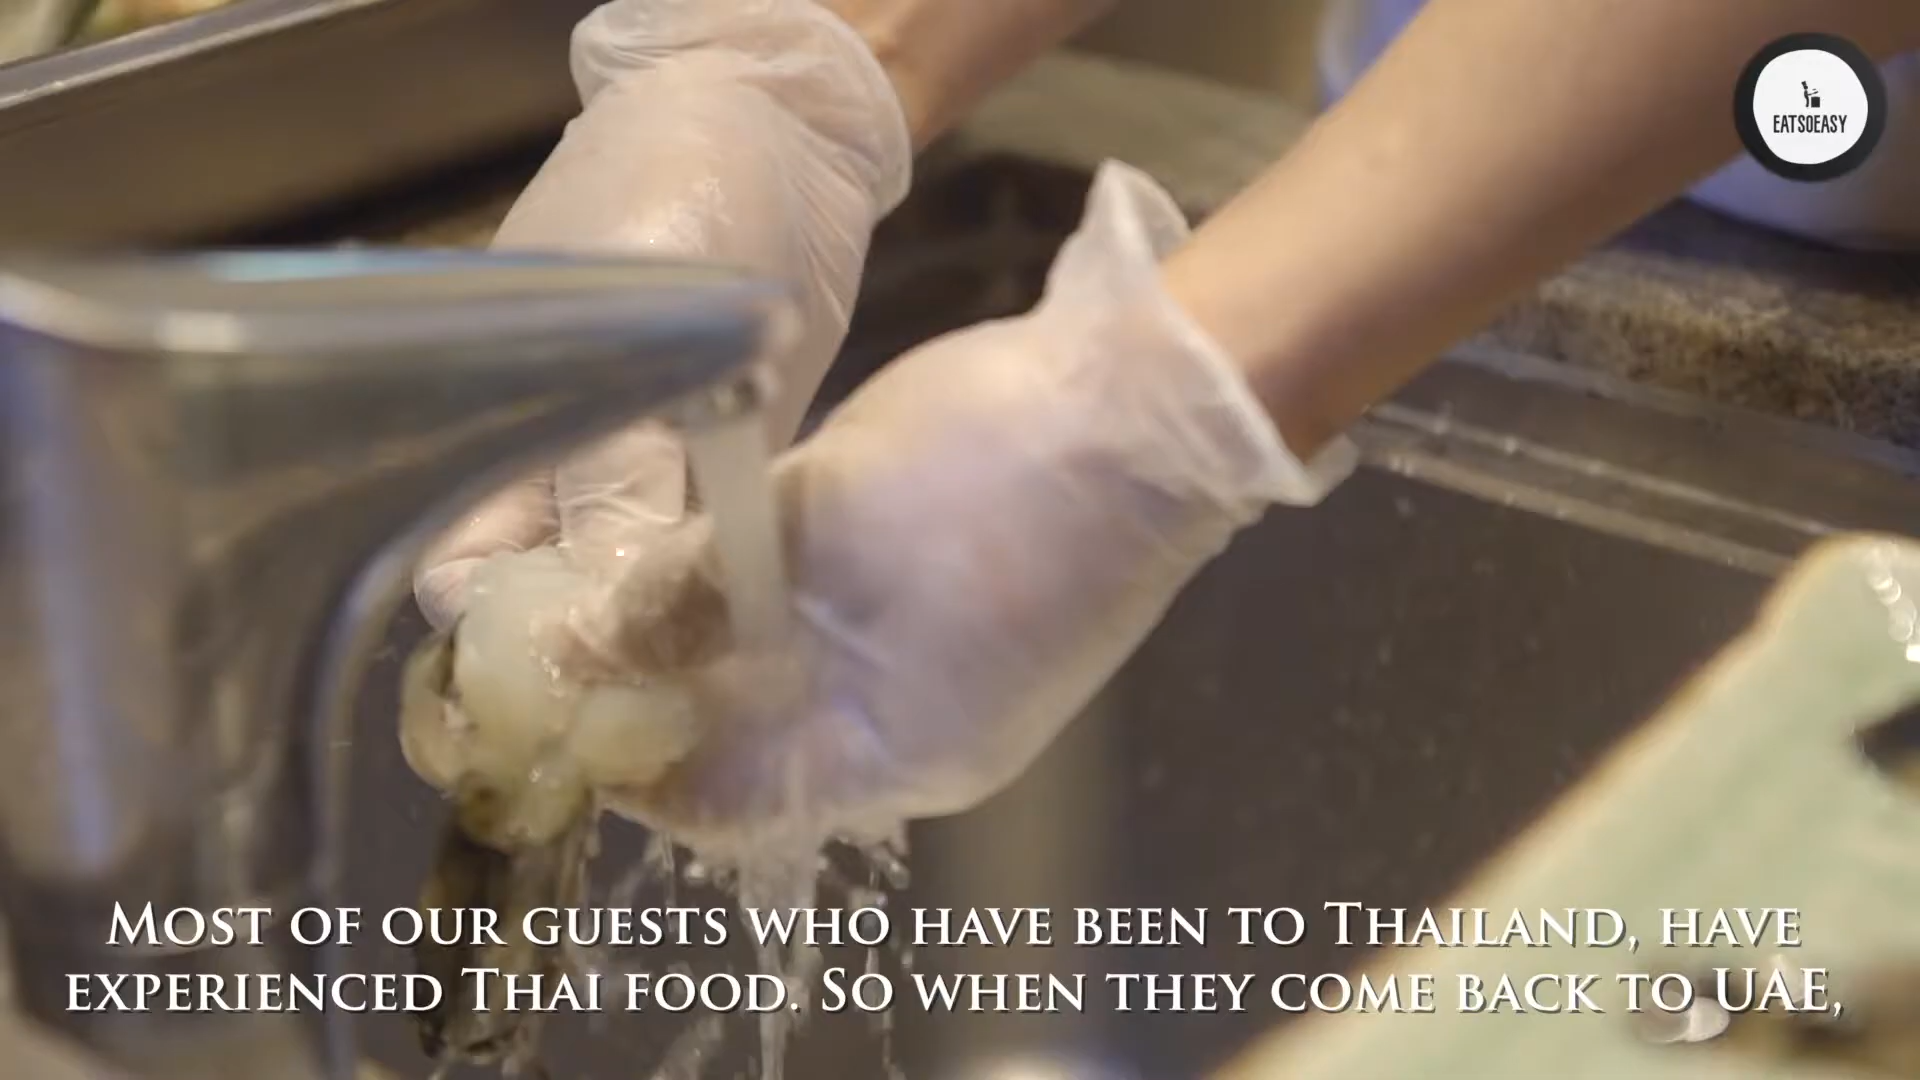 EATSOEASY
Most of our guests who have been to Thailand, have
experienced Thai food. So when they come back to UAE,